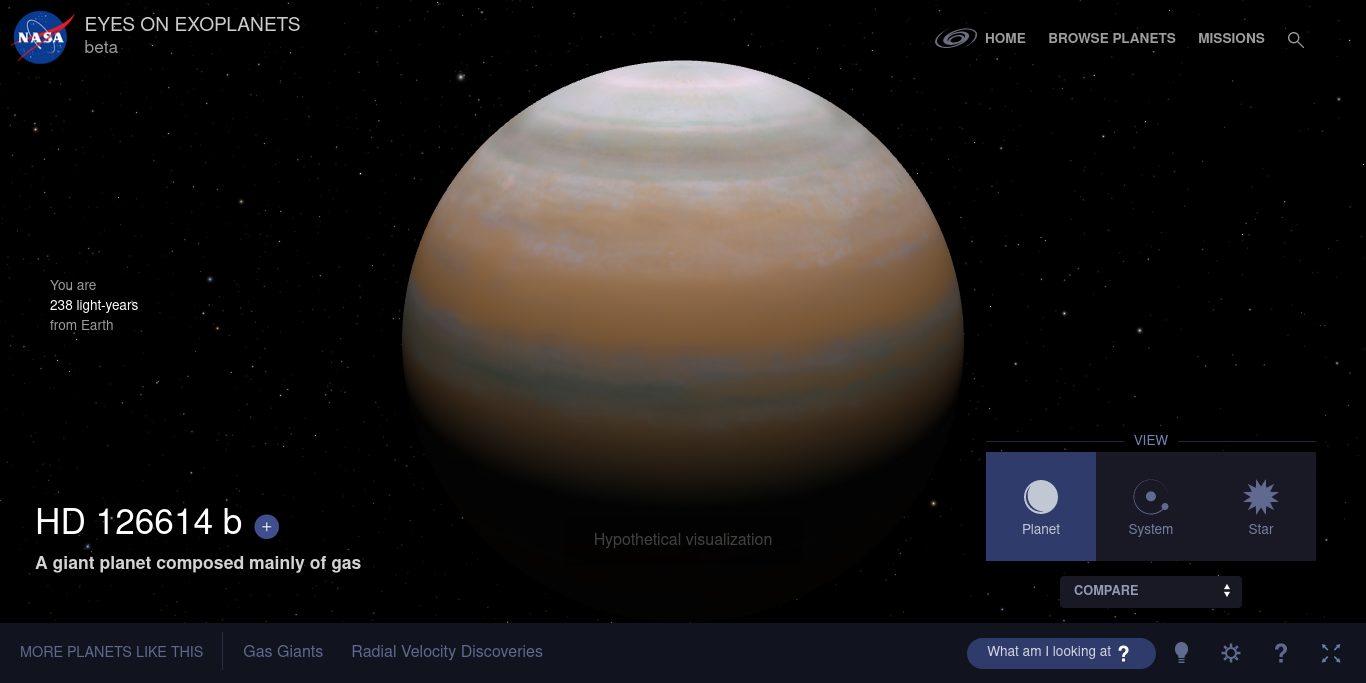 NASA
EYES ON EXOPLANETS
beta
HOME
BROWSE PLANETS
MISSIONS
You are
238 light-years
from Earth
VIEW
Planet
System
Star
HD 126614 b +
A giant planet composed mainly of gas
Hypothetical visualization
COMPARE
MORE PLANETS LIKE THIS
Gas Giants
Radial Velocity Discoveries
What am I looking at ?
?